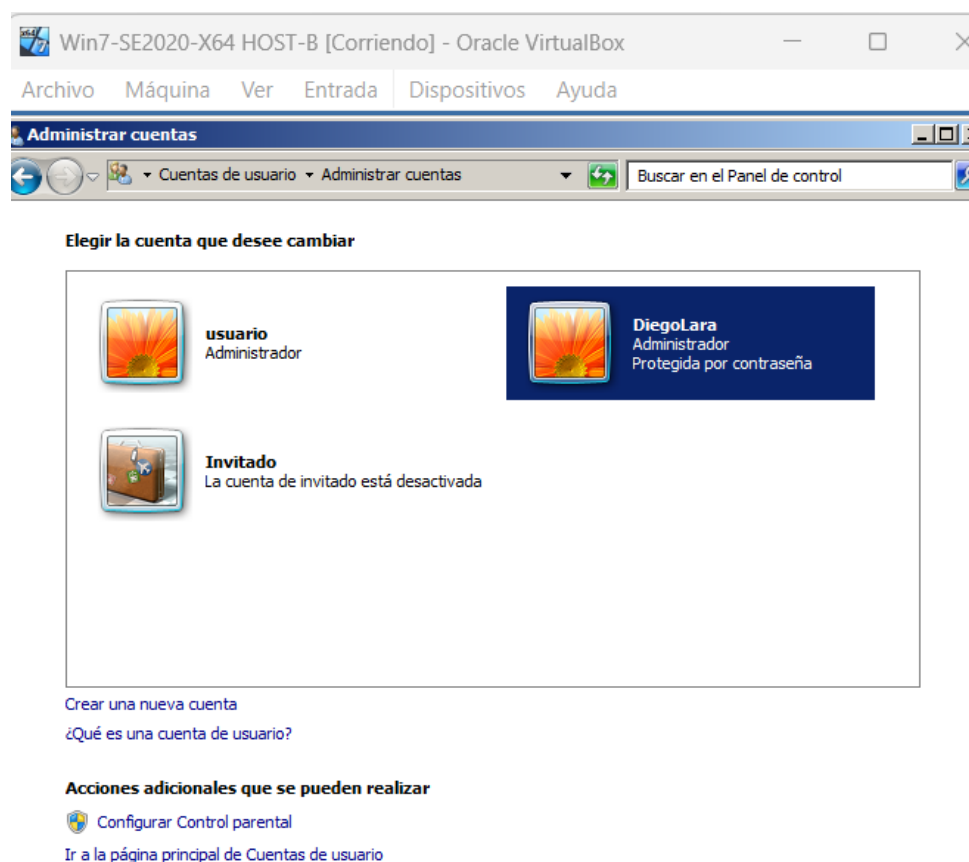 Win7-SE2020-X64 HOST-B [Corriendo] - Oracle VirtualBox
Archivo Máquina Ver Entrada Dispositivos Ayuda
Administrar cuentas
Cuentas de usuario Administrar cuentas Buscar en el Panel de control
Elegir la cuenta que desee cambiar
usuario
Administrador
DiegoLara
Administrador
Protegida por contraseña
Invitado
La cuenta de invitado está desactivada
Crear una nueva cuenta
¿Qué es una cuenta de usuario?
Acciones adicionales que se pueden realizar
Configurar Control parental
Ir a la página principal de Cuentas de usuario